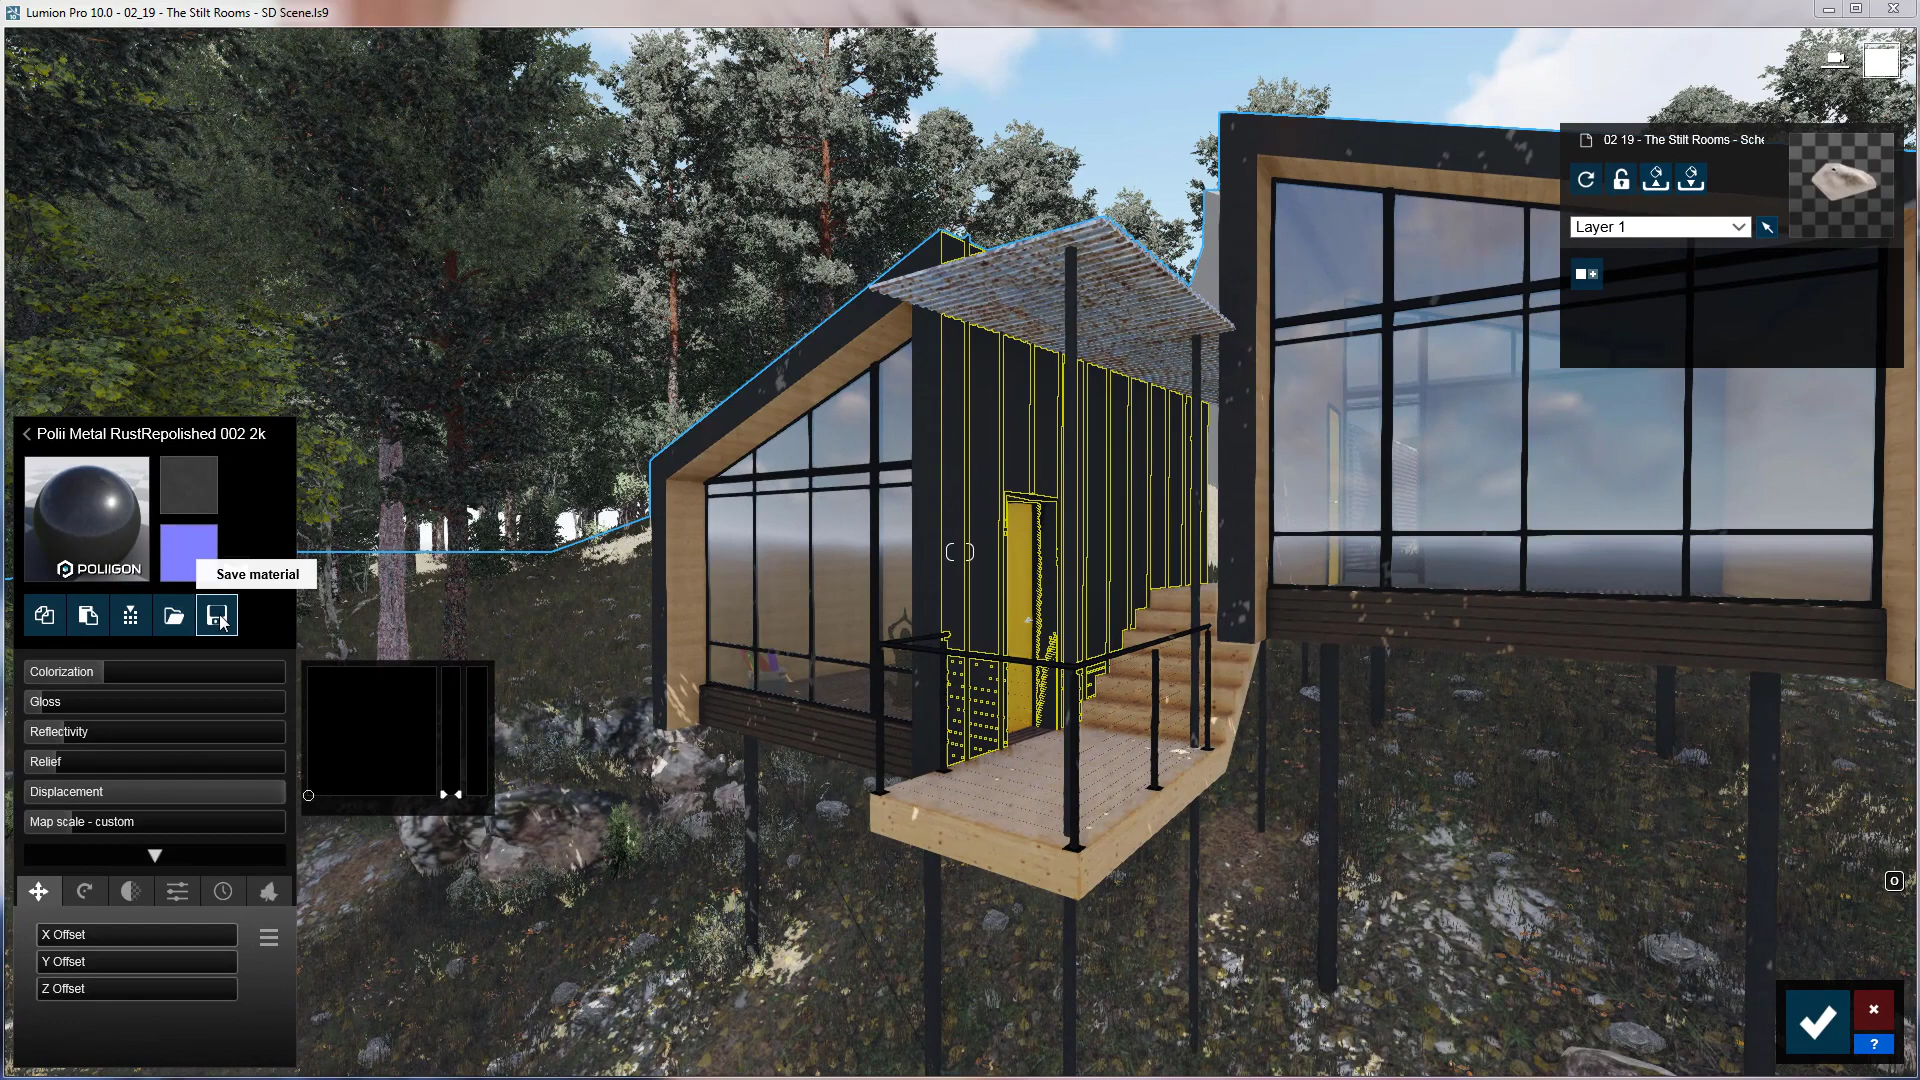 Lumion Pro 10.0 - 02_19 - The Stilt Rooms - SD Scene.ls9
02 19 - The Stilt Rooms - Sche
Layer 1
Polii Metal RustRepolished 002 2k
POLIIGON
Save material
Colorization
Gloss
Reflectivity
Relief
Displacement
Map scale - custom
X Offset
Y Offset
Z Offset
O
?